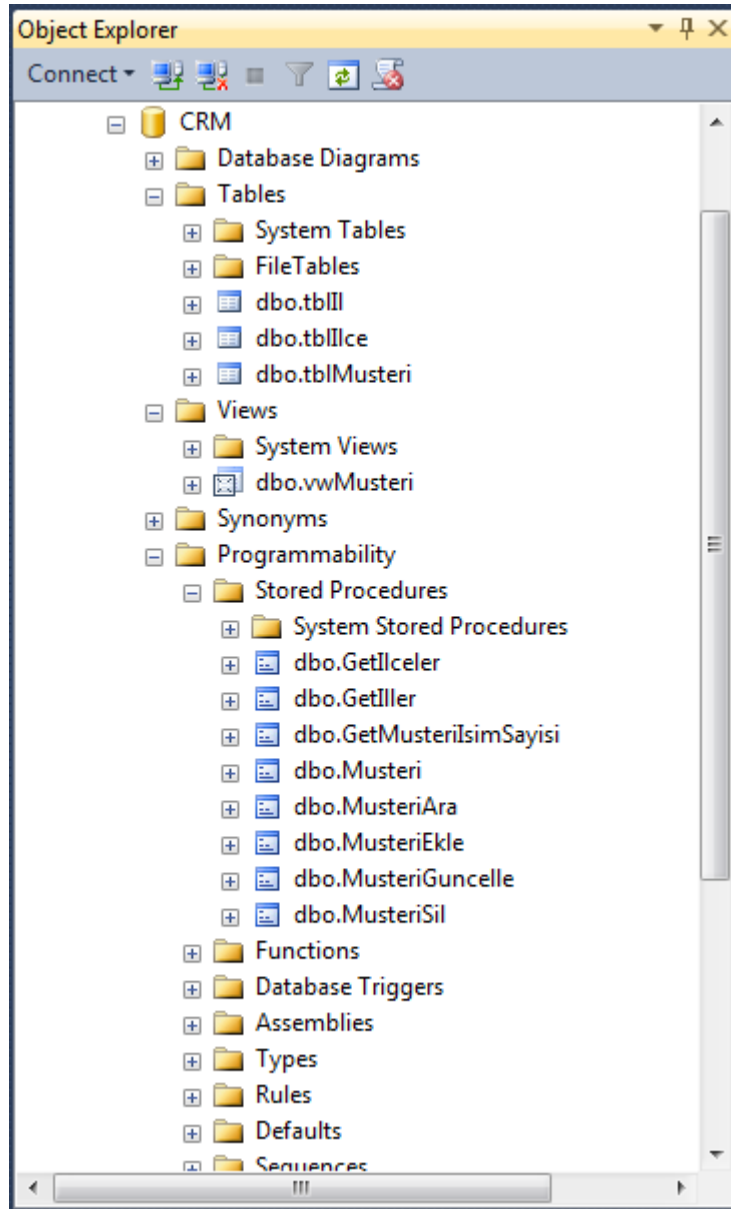 Object Explorer
Connect
CRM
Database Diagrams
Tables
System Tables
FileTables
dbo.tblIl
dbo.tblIlce
dbo.tblMusteri
Views
System Views
dbo.vwMusteri
Synonyms
Programmability
Stored Procedures
System Stored Procedures
dbo.GetIlceler
dbo.GetIller
dbo.GetMusteriIsimSayisi
dbo.Musteri
dbo.MusteriAra
dbo.MusteriEkle
dbo.MusteriGuncelle
dbo.MusteriSil
Functions
Database Triggers
Assemblies
Types
Rules
Defaults
Sequences